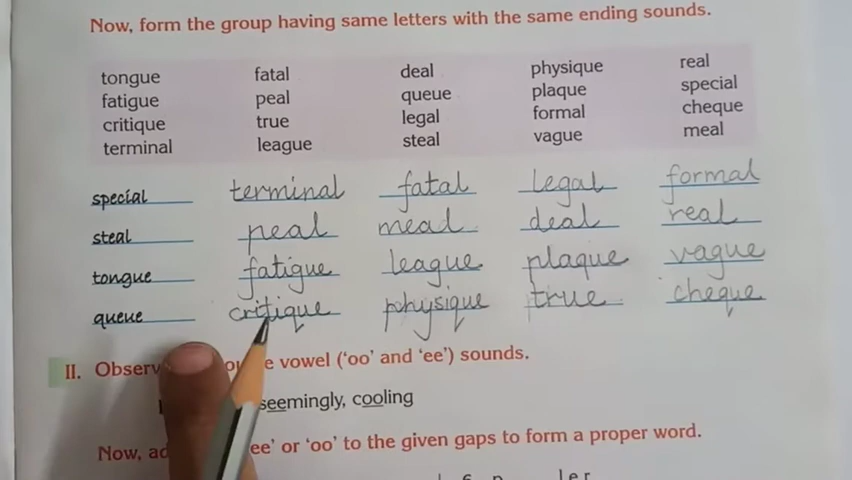 Now, form the group having same letters with the same ending sounds.
tongue fatal deal physique real
fatigue peal queue plaque special
critique true legal formal cheque
terminal league steal vague meal
special terminal fatal legal formal
steal peal meal deal real
tongue fatigue league plaque vague
queue critique physique true cheque
II. Observ e vowel ('oo' and 'ee') sounds.
seemingly, cooling
Now, ad ee' or 'oo' to the given gaps to form a proper word.